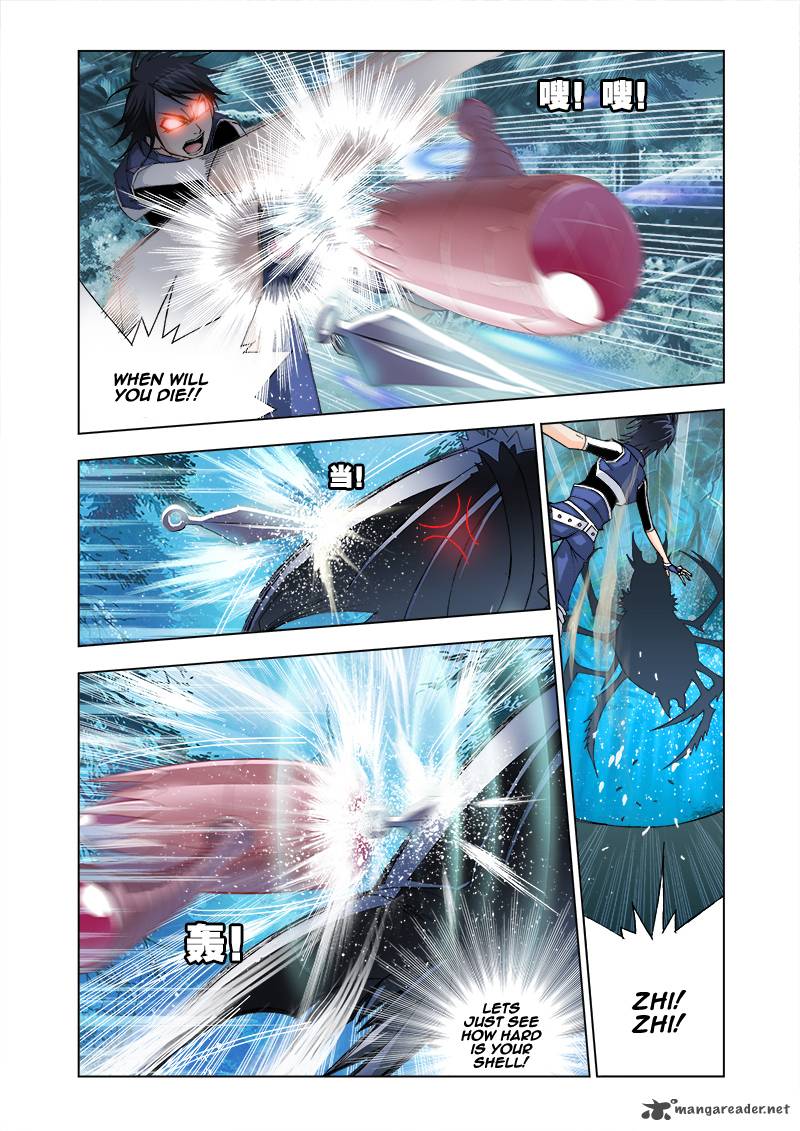 嗖! 嗖!
WHEN WILL
YOU DIE!!
当!
ZHI!
ZHI!
轰!
LETS
JUST SEE
HOW HARD
IS YOUR
SHELL!
mangareader.net